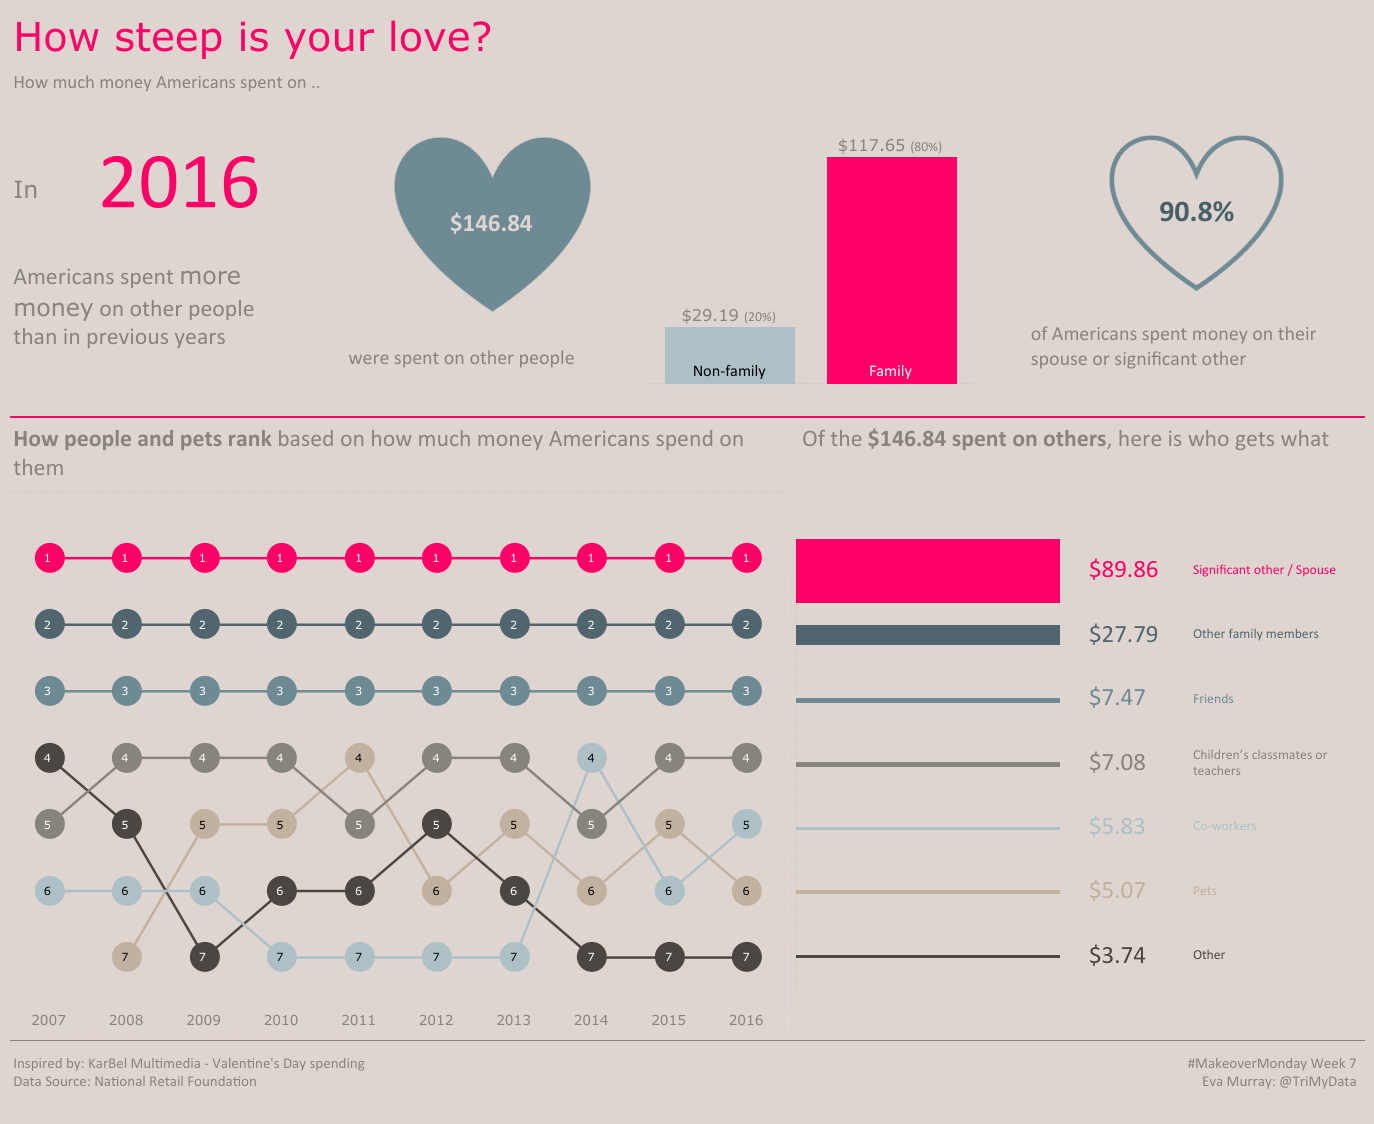 How steep is your love?
How much money Americans spent on ..
In 2016
Americans spent more
money on other people
than in previous years
$146.84
were spent on other people
$29.19 (20%)
Non-family
$117.65 (80%)
Family
90.8%
of Americans spent money on their
spouse or significant other
How people and pets rank based on how much money Americans spend on
them
1 1 1 1 1 1 1 1 1 1
2 2 2 2 2 2 2 2 2 2
3 3 3 3 3 3 3 3 3 3
4 4 4 4 4 4 4 4 4 4
5 5 5 5 5 5 5 5 5 5
6 6 6 6 6 6 6 6 6 6
7 7 7 7 7 7 7 7 7
2007 2008 2009 2010 2011 2012 2013 2014 2015 2016
Of the $146.84 spent on others, here is who gets what
$89.86 Significant other / Spouse
$27.79 Other family members
$7.47 Friends
$7.08 Children's classmates or
teachers
$5.83 Co-workers
$5.07 Pets
$3.74 Other
Inspired by: KarBel Multimedia - Valentine's Day spending
Data Source: National Retail Foundation
#MakeoverMonday Week 7
Eva Murray: @TriMyData